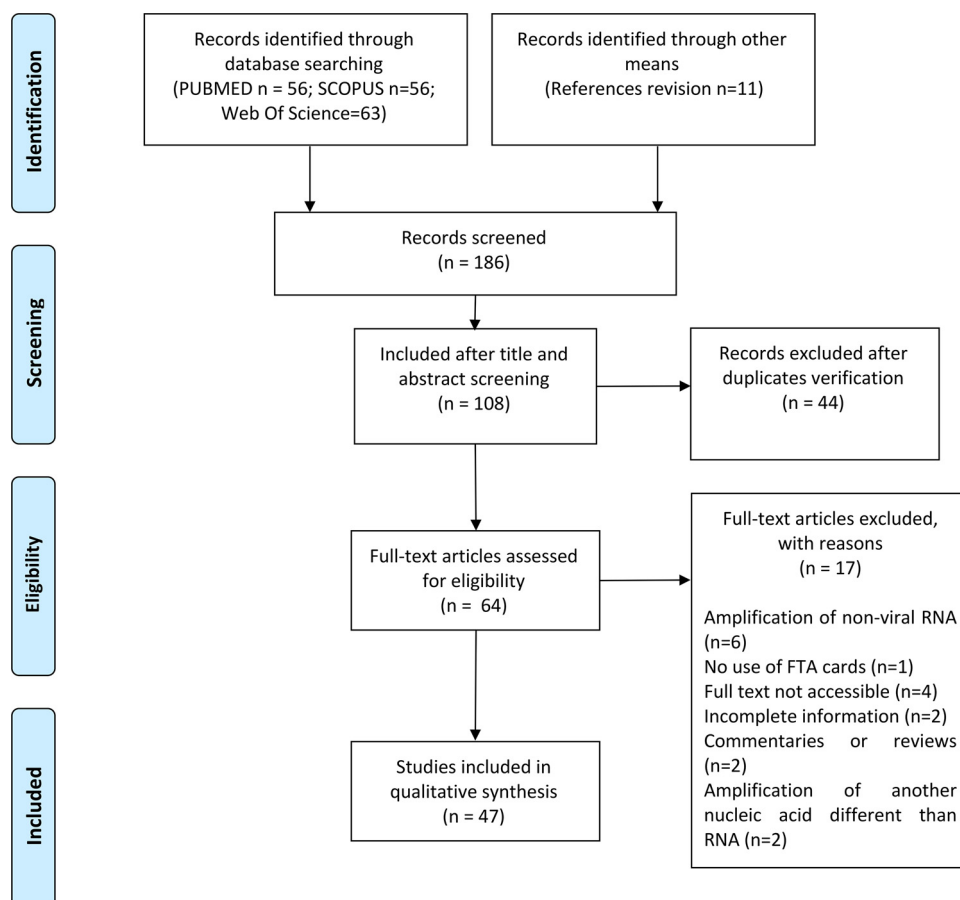 Identification
Records identified through
database searching
(PUBMED n = 56; SCOPUS n=56;
Web Of Science=63)
Records identified through other
means
(References revision n=11)
Records screened
(n = 186)
Screening
Included after title and
abstract screening
(n = 108)
Records excluded after
duplicates verification
(n = 44)
Eligibility
Full-text articles assessed
for eligibility
(n = 64)
Full-text articles excluded,
with reasons
(n = 17)
Amplification of non-viral RNA
(n=6)
No use of FTA cards (n=1)
Full text not accessible (n=4)
Incomplete information (n=2)
Commentaries or reviews
(n=2)
Amplification of another
nucleic acid different than
RNA (n=2)
Included
Studies included in
qualitative synthesis
(n = 47)